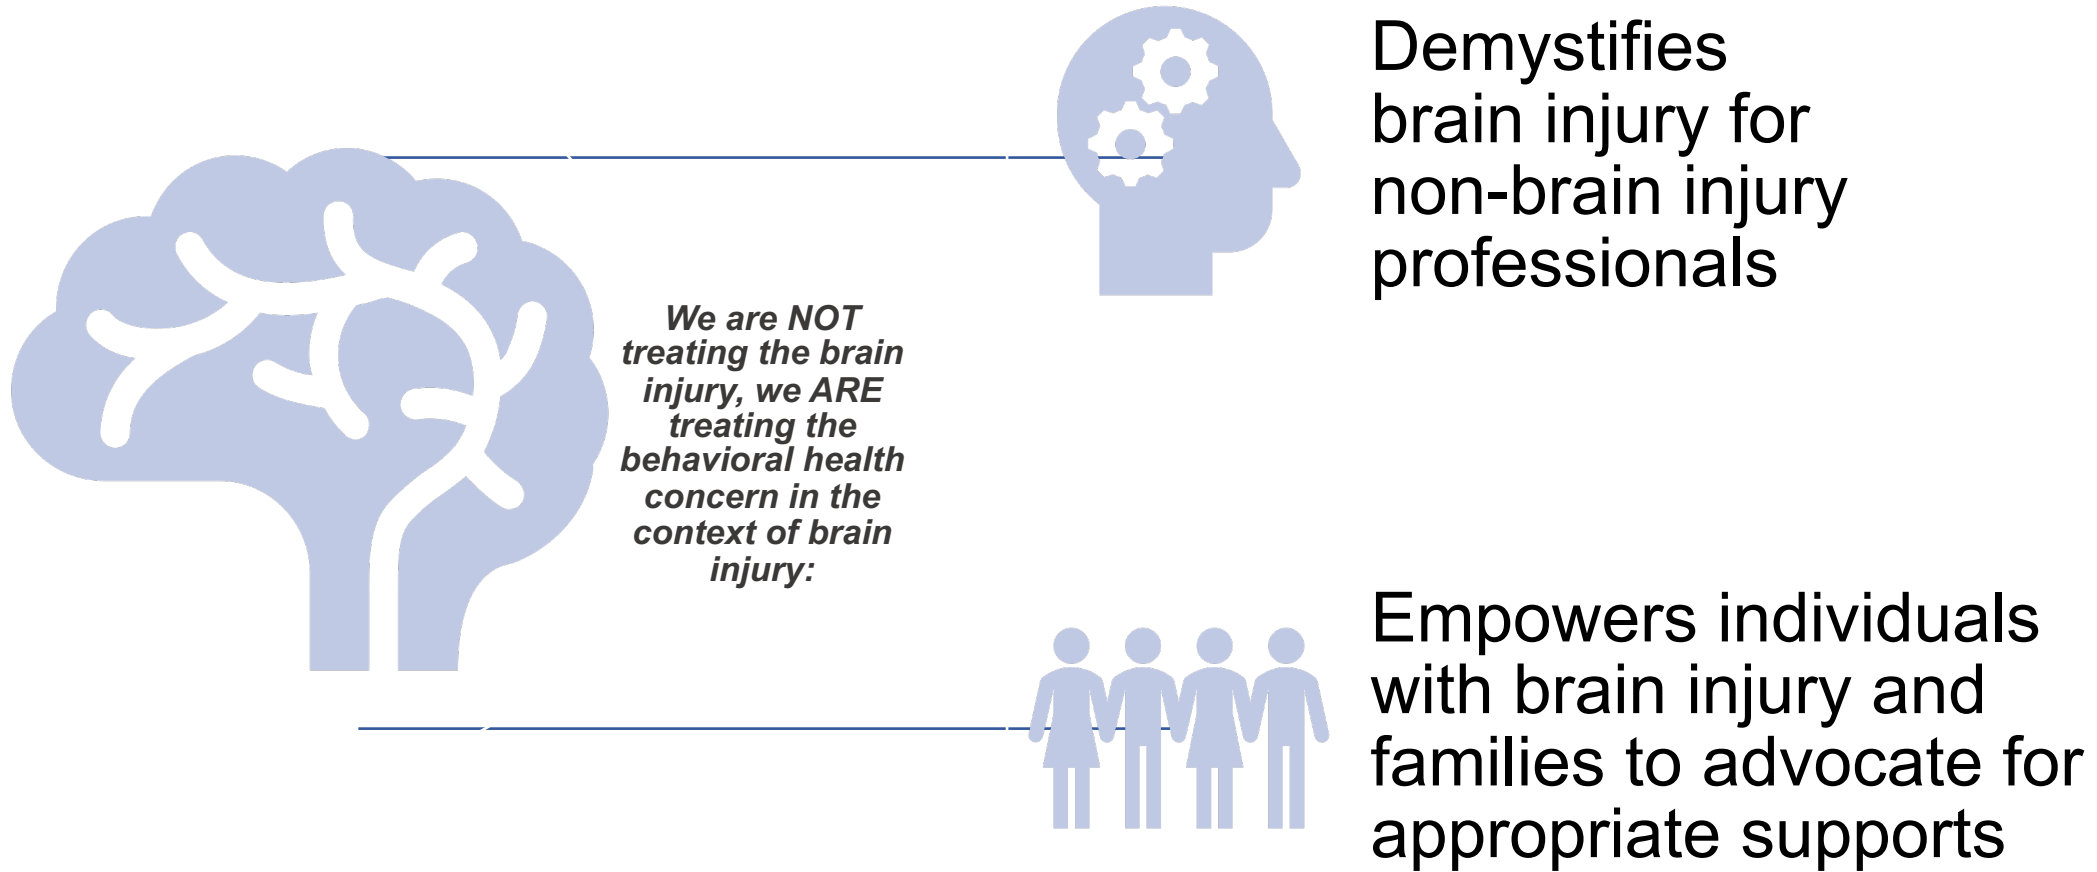 We are NOT
treating the brain
injury, we ARE
treating the
behavioral health
concern in the
context of brain
injury:
Demystifies
brain injury for
non-brain injury
professionals
Empowers individuals
with brain injury and
families to advocate for
appropriate supports